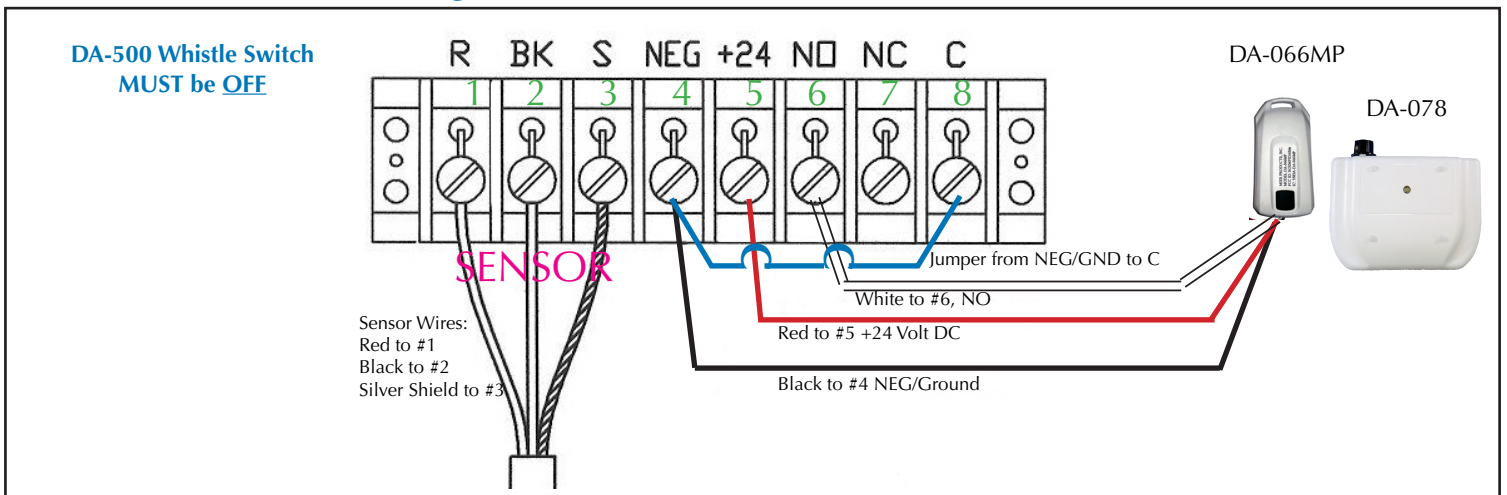 DA-500 Whistle Switch
MUST be OFF
R BK S NEG +24 NO NC C
1 2 3 4 5 6 7 8
DA-066MP
DA-078
SENSOR
Jumper from NEG/GND to C
White to #6, NO
Red to #5 +24 Volt DC
Black to #4 NEG/Ground
Sensor Wires:
Red to #1
Black to #2
Silver Shield to #3